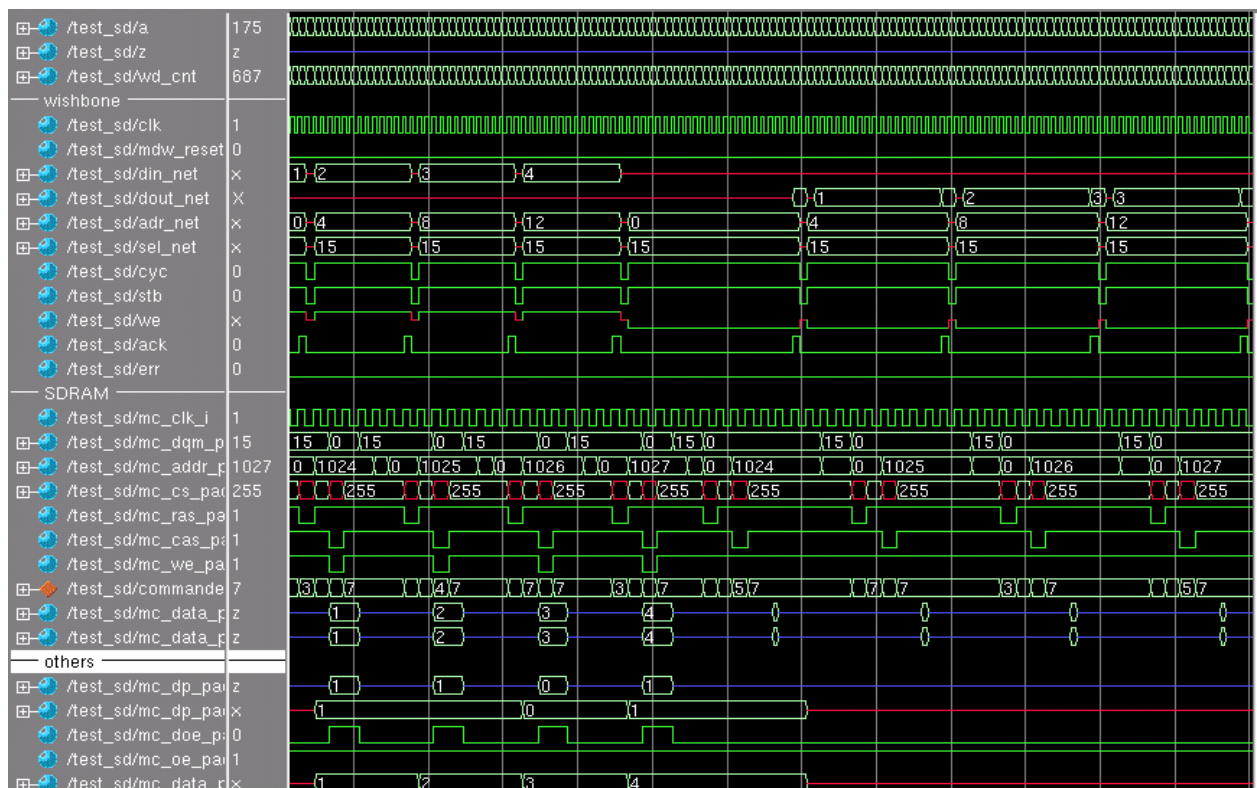 /test_sd/a 175
/test_sd/z z
/test_sd/wd_cnt 687
wishbone
/test_sd/clk 1
/test_sd/mdw_reset 0
/test_sd/din_net x 1 2 3 4
/test_sd/dout_net X 1 2 3 3
/test_sd/adr_net x 0 4 8 12 0 4 8 12
/test_sd/sel_net x 15 15 15 15 15 15 15
/test_sd/cyc 0
/test_sd/stb 0
/test_sd/we x
/test_sd/ack 0
/test_sd/err 0
SDRAM
/test_sd/mc_clk_i 1
/test_sd/mc_dqm_p 15 15 0 15 0 15 0 15 0 15 0 15 0 15 0 15 0
/test_sd/mc_addr_p 1027 0 1024 0 1025 0 1026 0 1027 0 1024 0 1025 0 1026 0 1027
/test_sd/mc_cs_pad 255 255 255 255 255 255 255 255 255
/test_sd/mc_ras_pa 1
/test_sd/mc_cas_pa 1
/test_sd/mc_we_pa 1
/test_sd/commande 7 3 7 4 7 7 7 3 7 5 7 7 7 3 7 5 7
/test_sd/mc_data_p z 1 2 3 4
/test_sd/mc_data_p z 1 2 3 4
others
/test_sd/mc_dp_pa z 1 1 0 1
/test_sd/mc_dp_pa x 1 0 1
/test_sd/mc_doe_p 0
/test_sd/mc_oe_pa 1
/test_sd/mc_data_p x 1 2 3 4